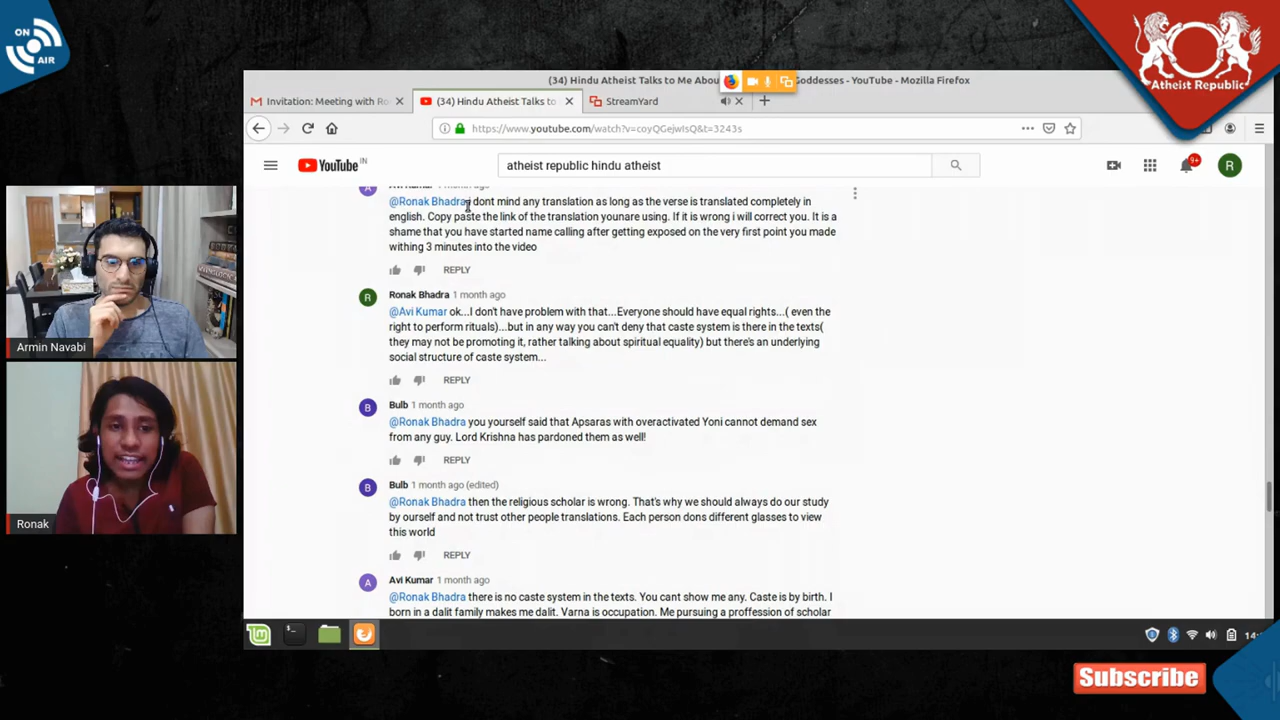 ON
AIR
Atheist Republic
(34) Hindu Atheist Talks to Me Abou
Goddesses - YouTube - Mozilla Firefox
Invitation: Meeting with Ro
(34) Hindu Atheist Talks to
StreamYard
https://www.youtube.com/watch?v=coyQGejwIsQ&t=3243s
YouTube IN
atheist republic hindu atheist
9+
R
Avi Kumar 1 month ago
@Ronak Bhadra i dont mind any translation as long as the verse is translated completely in
english. Copy paste the link of the translation younare using. If it is wrong i will correct you. It is a
shame that you have started name calling after getting exposed on the very first point you made
withing 3 minutes into the video
REPLY
R
Ronak Bhadra 1 month ago
@Avi Kumar ok...I don't have problem with that...Everyone should have equal rights...( even the
right to perform rituals)...but in any way you can't deny that caste system is there in the texts(
they may not be promoting it, rather talking about spiritual equality) but there's an underlying
social structure of caste system...
REPLY
B
Bulb 1 month ago
@Ronak Bhadra you yourself said that Apsaras with overactivated Yoni cannot demand sex
from any guy. Lord Krishna has pardoned them as well!
REPLY
B
Bulb 1 month ago (edited)
@Ronak Bhadra then the religious scholar is wrong. That's why we should always do our study
by ourself and not trust other people translations. Each person dons different glasses to view
this world
REPLY
A
Avi Kumar 1 month ago
@Ronak Bhadra there is no caste system in the texts. You cant show me any. Caste is by birth. I
born in a dalit family makes me dalit. Varna is occupation. Me pursuing a proffession of scholar
Armin Navabi
Ronak
14:
Subscribe